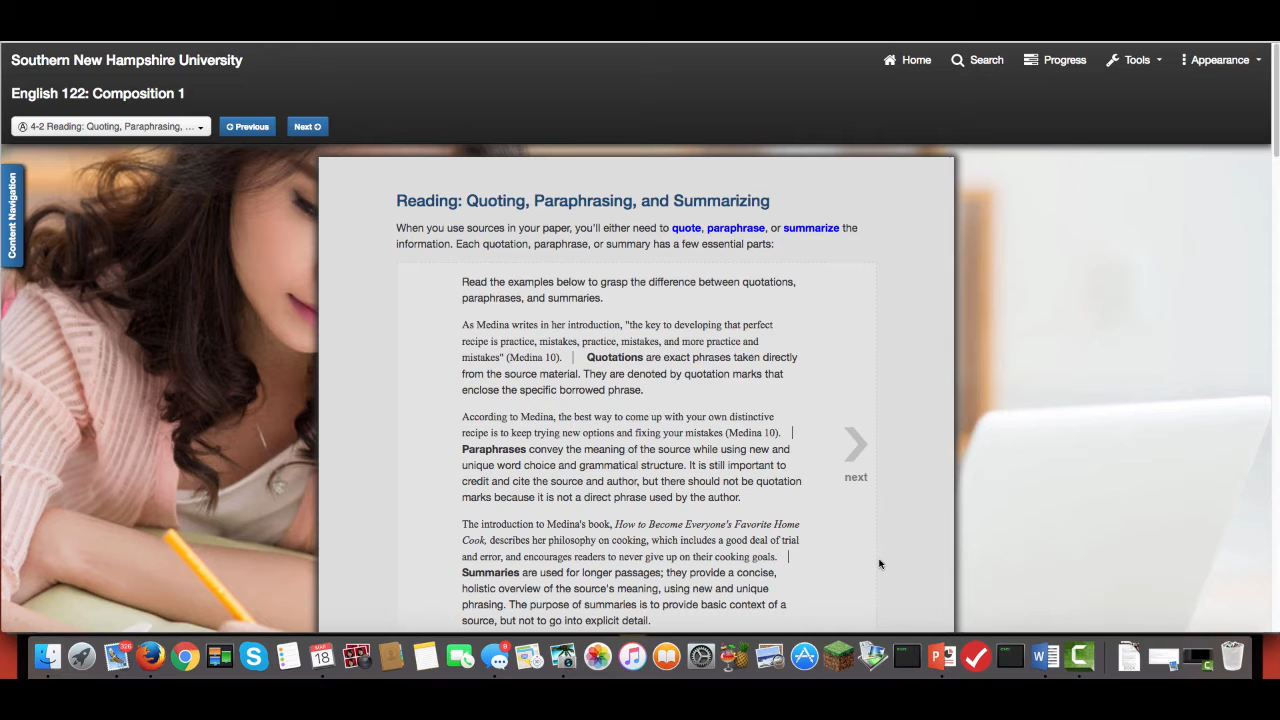 Southern New Hampshire University
Home Search Progress Tools Appearance
English 122: Composition 1
4-2 Reading: Quoting, Paraphrasing, ...
Previous
Next
Content Navigation
Reading: Quoting, Paraphrasing, and Summarizing
When you use sources in your paper, you'll either need to quote, paraphrase, or summarize the
information. Each quotation, paraphrase, or summary has a few essential parts:
Read the examples below to grasp the difference between quotations,
paraphrases, and summaries.
As Medina writes in her introduction, "the key to developing that perfect
recipe is practice, mistakes, practice, mistakes, and more practice and
mistakes" (Medina 10). | Quotations are exact phrases taken directly
from the source material. They are denoted by quotation marks that
enclose the specific borrowed phrase.
According to Medina, the best way to come up with your own distinctive
recipe is to keep trying new options and fixing your mistakes (Medina 10). |
Paraphrases convey the meaning of the source while using new and
unique word choice and grammatical structure. It is still important to
credit and cite the source and author, but there should not be quotation
marks because it is not a direct phrase used by the author.
next
The introduction to Medina's book, How to Become Everyone's Favorite Home
Cook, describes her philosophy on cooking, which includes a good deal of trial
and error, and encourages readers to never give up on their cooking goals. |
Summaries are used for longer passages; they provide a concise,
holistic overview of the source's meaning, using new and unique
phrasing. The purpose of summaries is to provide basic context of a
source, but not to go into explicit detail.
326
MAR
18